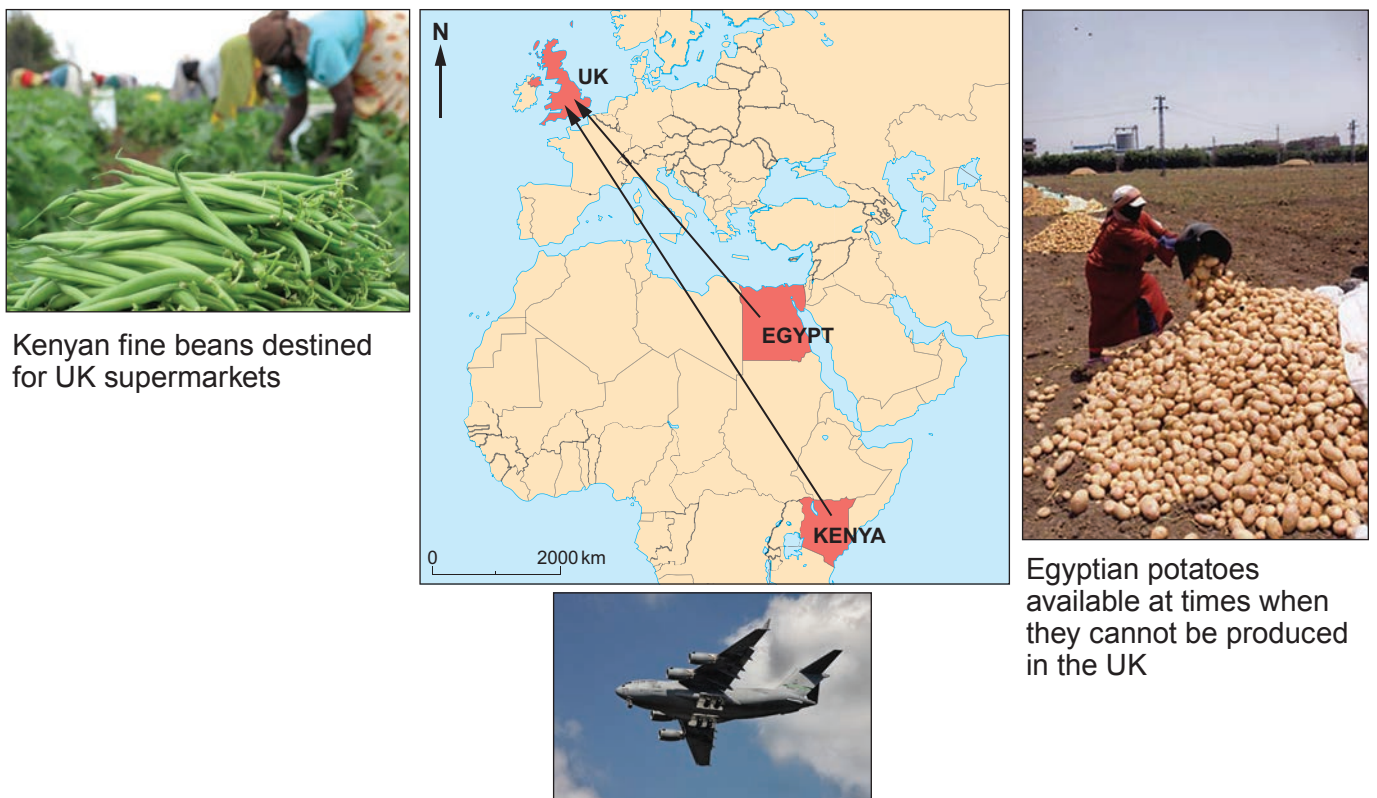 N
UK
EGYPT
KENYA
0 2000 km
Kenyan fine beans destined
for UK supermarkets
Egyptian potatoes
available at times when
they cannot be produced
in the UK